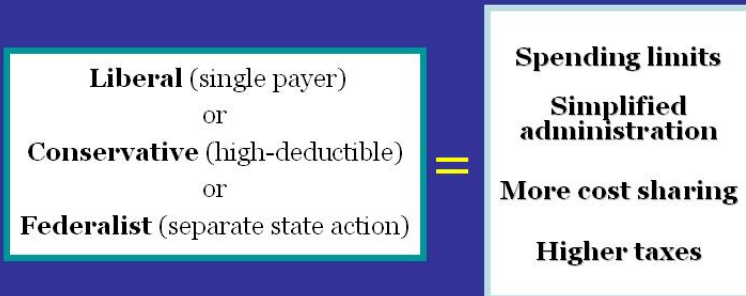 Liberal (single payer)
or
Conservative (high-deductible)
or
Federalist (separate state action)
=
Spending limits
Simplified
administration
More cost sharing
Higher taxes